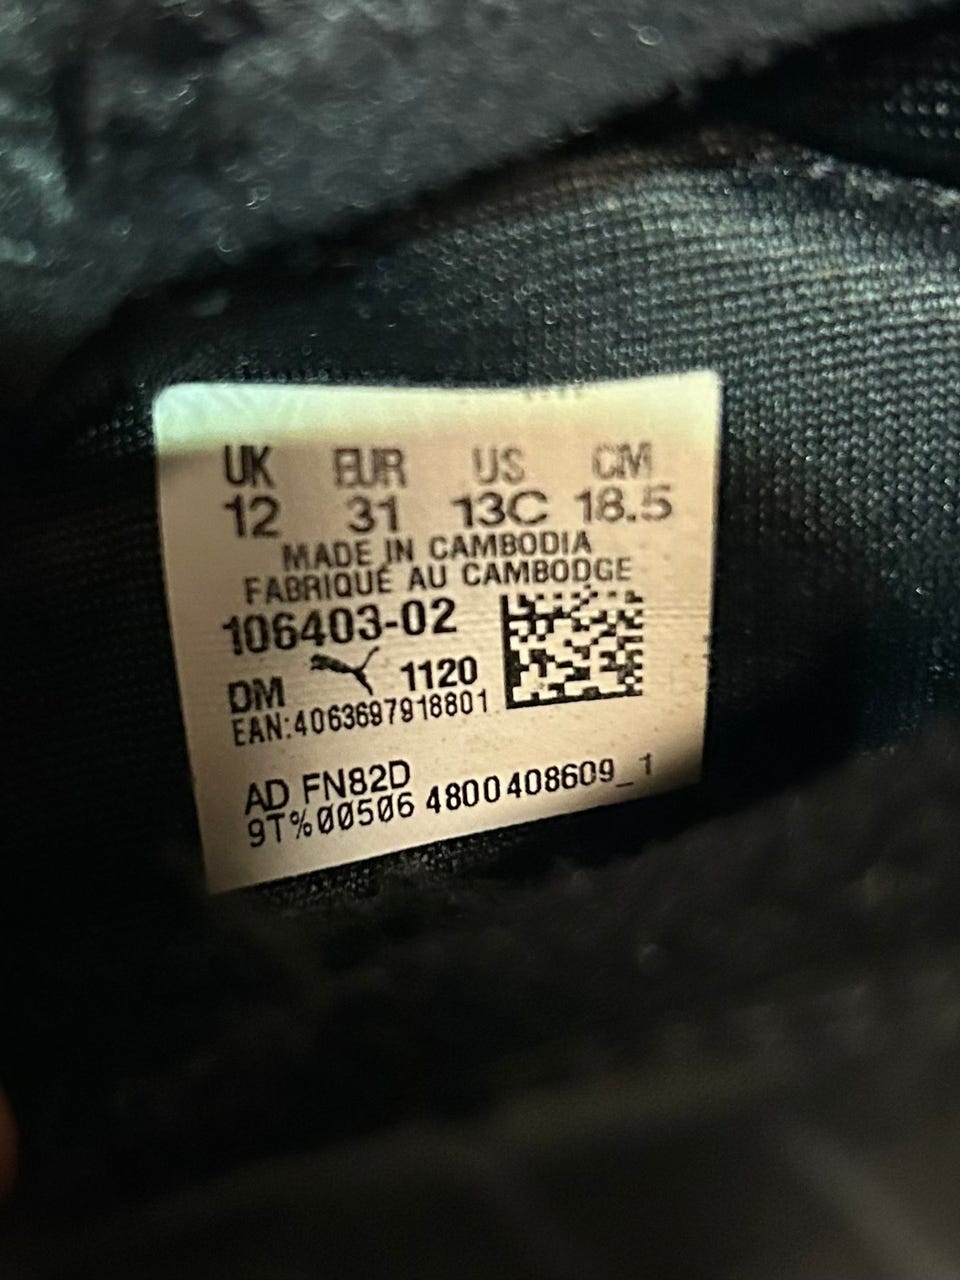 UK EUR US CM
12 31 13C 18.5
MADE IN CAMBODIA
FABRIQUÉ AU CAMBODGE
106403-02
DM 1120
EAN:4063697918801
AD FN82D
9T%00506 4800408609_1